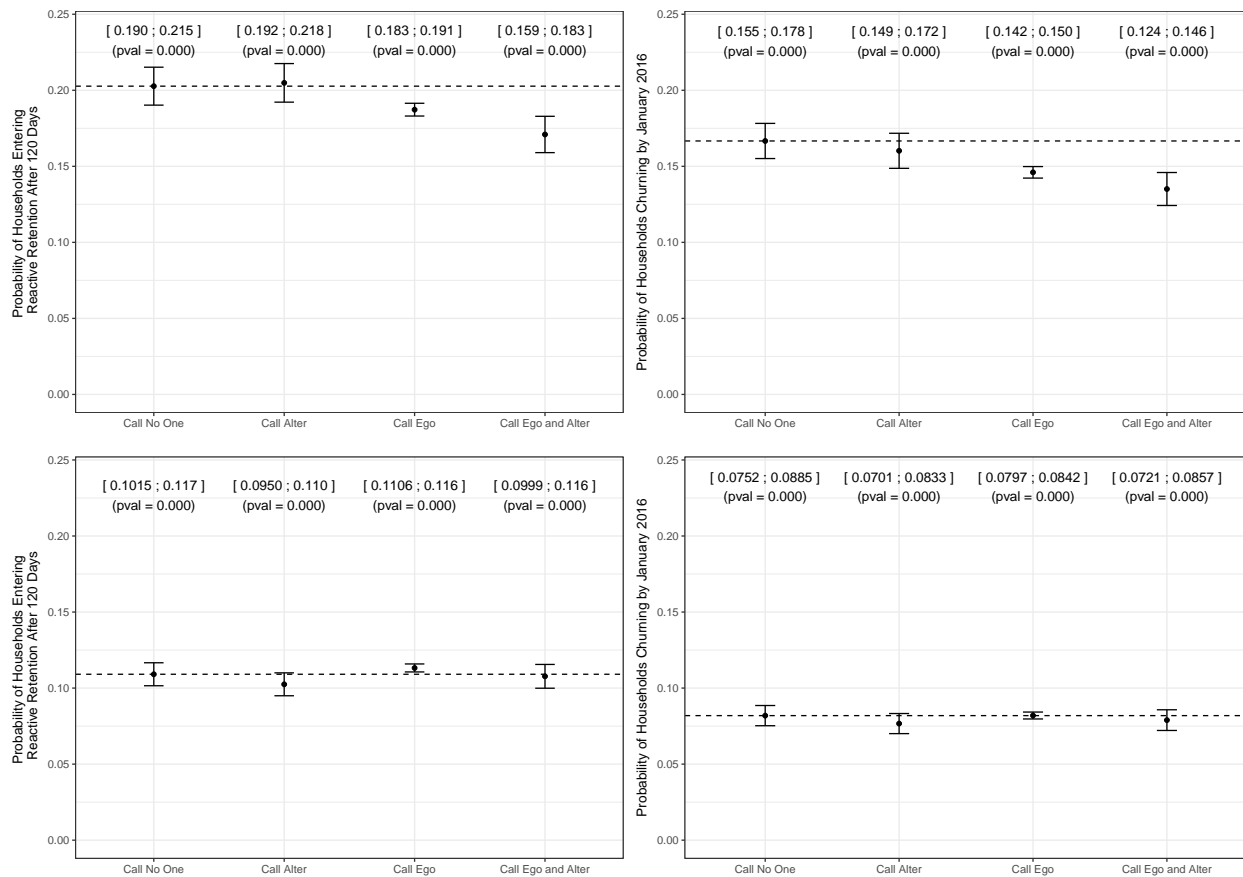 Probability of Households Entering
Reactive Retention After 120 Days
0.25
0.20
0.15
0.10
0.05
0.00
[ 0.190 ; 0.215 ] [ 0.192 ; 0.218 ] [ 0.183 ; 0.191 ] [ 0.159 ; 0.183 ]
(pval = 0.000) (pval = 0.000) (pval = 0.000) (pval = 0.000)
Call No One Call Alter Call Ego Call Ego and Alter
Probability of Households Churning by January 2016
0.25
0.20
0.15
0.10
0.05
0.00
[ 0.155 ; 0.178 ] [ 0.149 ; 0.172 ] [ 0.142 ; 0.150 ] [ 0.124 ; 0.146 ]
(pval = 0.000) (pval = 0.000) (pval = 0.000) (pval = 0.000)
Call No One Call Alter Call Ego Call Ego and Alter
Probability of Households Entering
Reactive Retention After 120 Days
0.25
0.20
0.15
0.10
0.05
0.00
[ 0.1015 ; 0.117 ] [ 0.0950 ; 0.110 ] [ 0.1106 ; 0.116 ] [ 0.0999 ; 0.116 ]
(pval = 0.000) (pval = 0.000) (pval = 0.000) (pval = 0.000)
Call No One Call Alter Call Ego Call Ego and Alter
Probability of Households Churning by January 2016
0.25
0.20
0.15
0.10
0.05
0.00
[ 0.0752 ; 0.0885 ] [ 0.0701 ; 0.0833 ] [ 0.0797 ; 0.0842 ] [ 0.0721 ; 0.0857 ]
(pval = 0.000) (pval = 0.000) (pval = 0.000) (pval = 0.000)
Call No One Call Alter Call Ego Call Ego and Alter